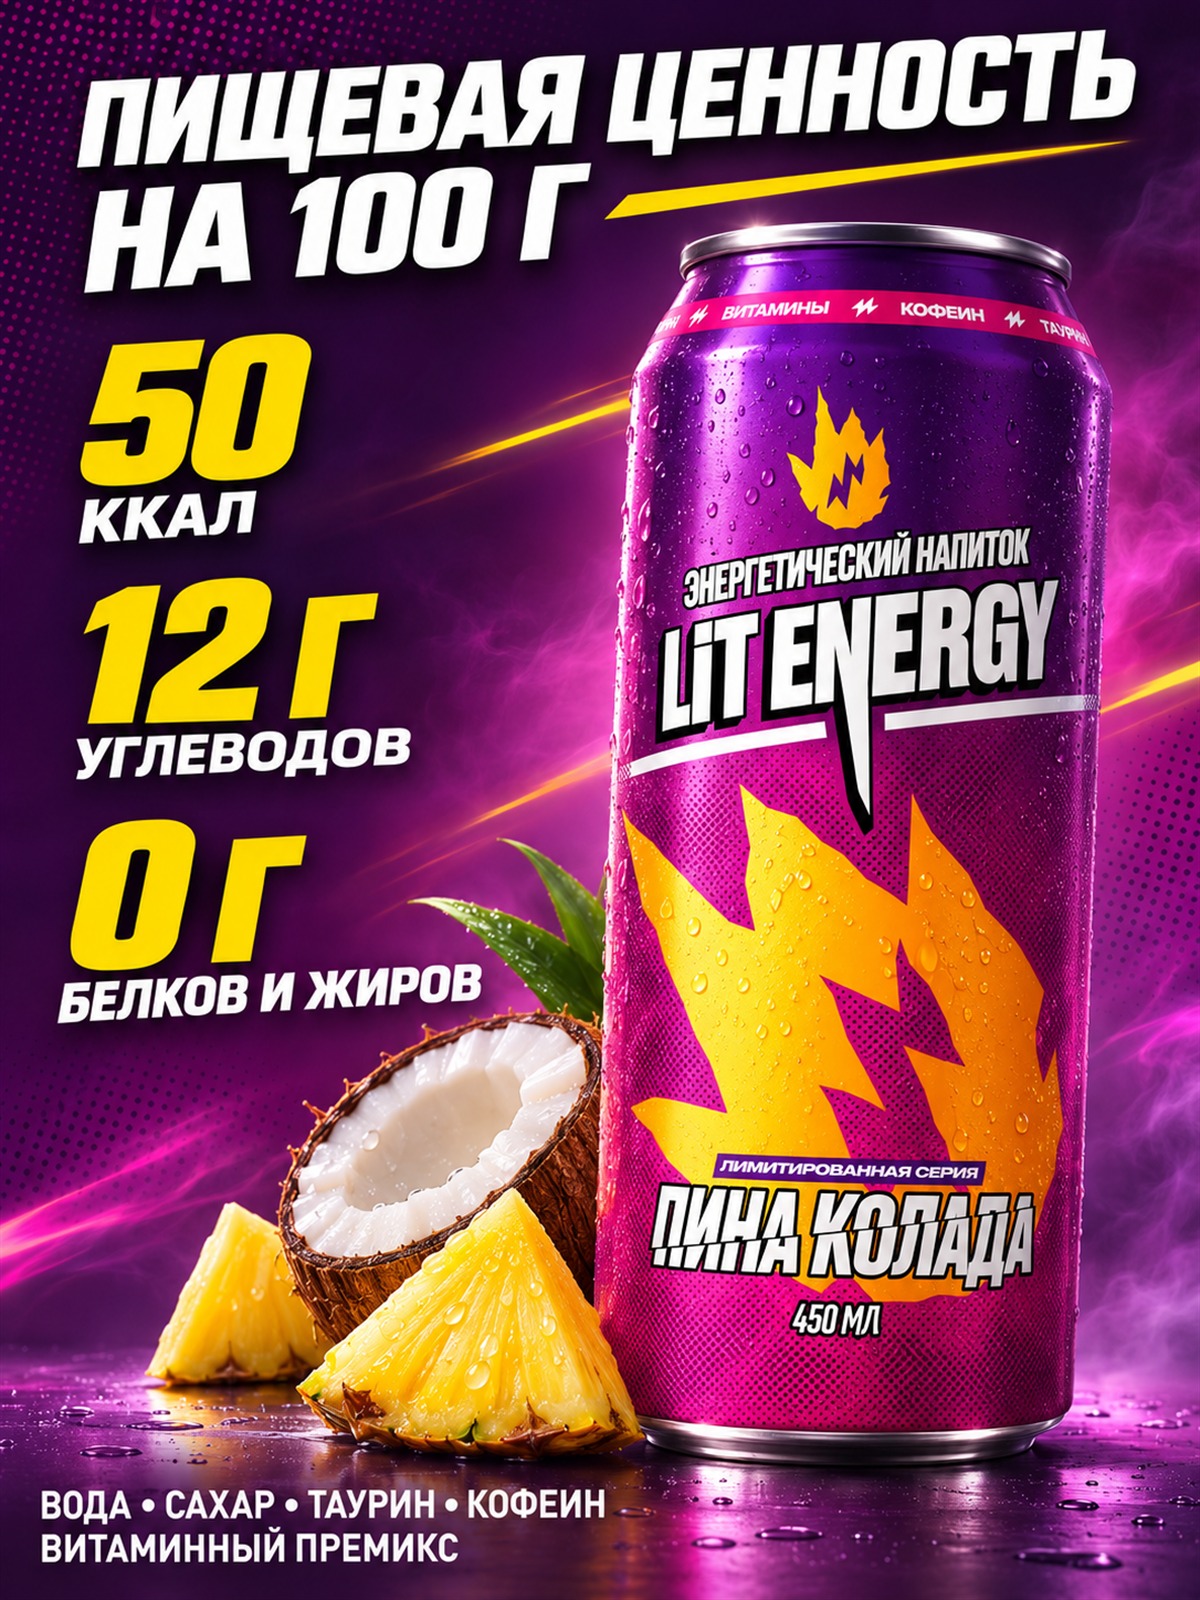 ПИЩЕВАЯ ЦЕННОСТЬ
НА 100 Г
50
ККАЛ
12 Г
УГЛЕВОДОВ
0 Г
БЕЛКОВ И ЖИРОВ
ВИТАМИНЫ КОФЕИН ТАУРИН
ЭНЕРГЕТИЧЕСКИЙ НАПИТОК
LiT ENERGY
ЛИМИТИРОВАННАЯ СЕРИЯ
ПИНА КОЛАДА
450 МЛ
ВОДА • САХАР • ТАУРИН • КОФЕИН
ВИТАМИННЫЙ ПРЕМИКС